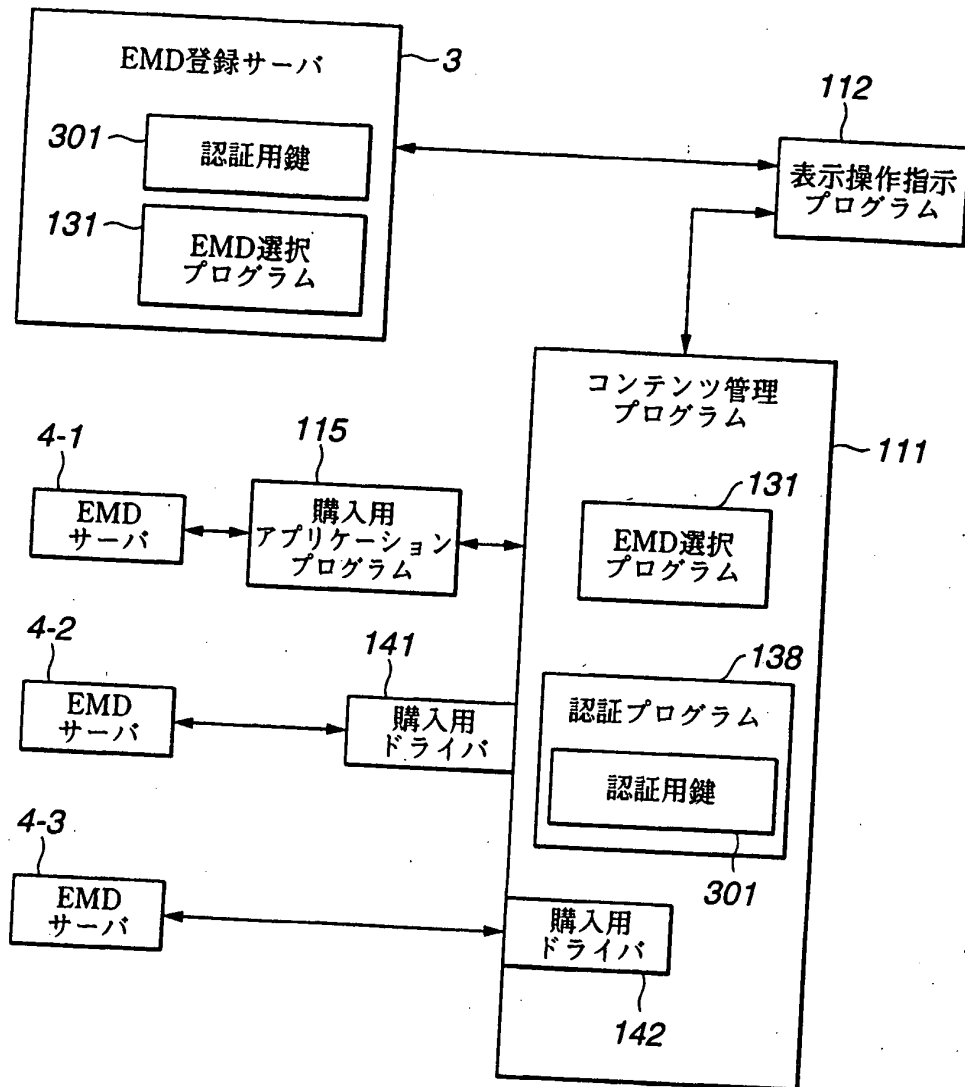 EMD登録サーバ
3
301
認証用鍵
131
EMD選択
プログラム
112
表示操作指示
プログラム
コンテンツ管理
プログラム
111
4-1
EMD
サーバ
115
購入用
アプリケーション
プログラム
131
EMD選択
プログラム
4-2
EMD
サーバ
141
購入用
ドライバ
138
認証プログラム
認証用鍵
301
4-3
EMD
サーバ
購入用
ドライバ
142